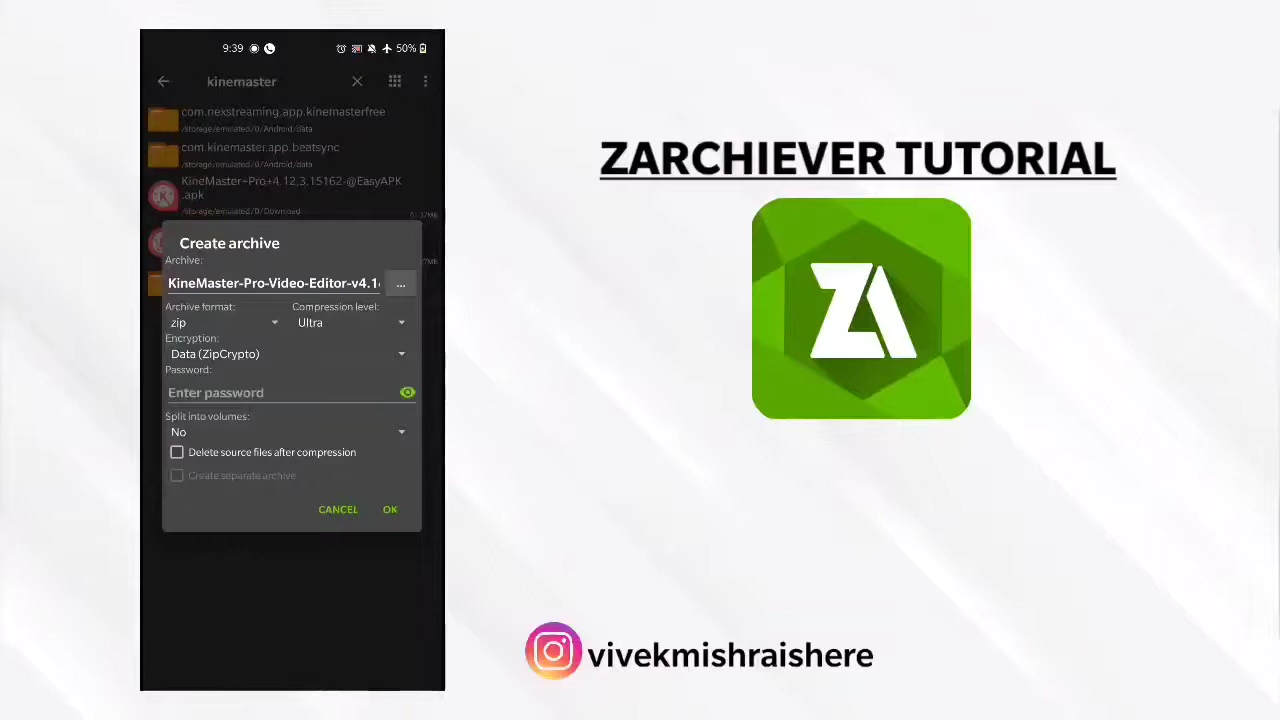 9:39
50%
kinemaster
com.nexstreaming.app.kinemasterfree
/storage/emulated/0/Android/data
com.kinemaster.app.beatsync
/storage/emulated/0/Android/data
KineMaster+Pro+4.12.3.15162-@EasyAPK
.apk
/storage/emulated/0/Download
Create archive
Archive:
KineMaster-Pro-Video-Editor-v4.1
...
Archive format:
Compression level:
zip
Ultra
Encryption:
Data (ZipCrypto)
Password:
Enter password
Split into volumes:
No
Delete source files after compression
Create separate archive
CANCEL
OK
ZARCHIEVER TUTORIAL
ZA
vivekmishraishere